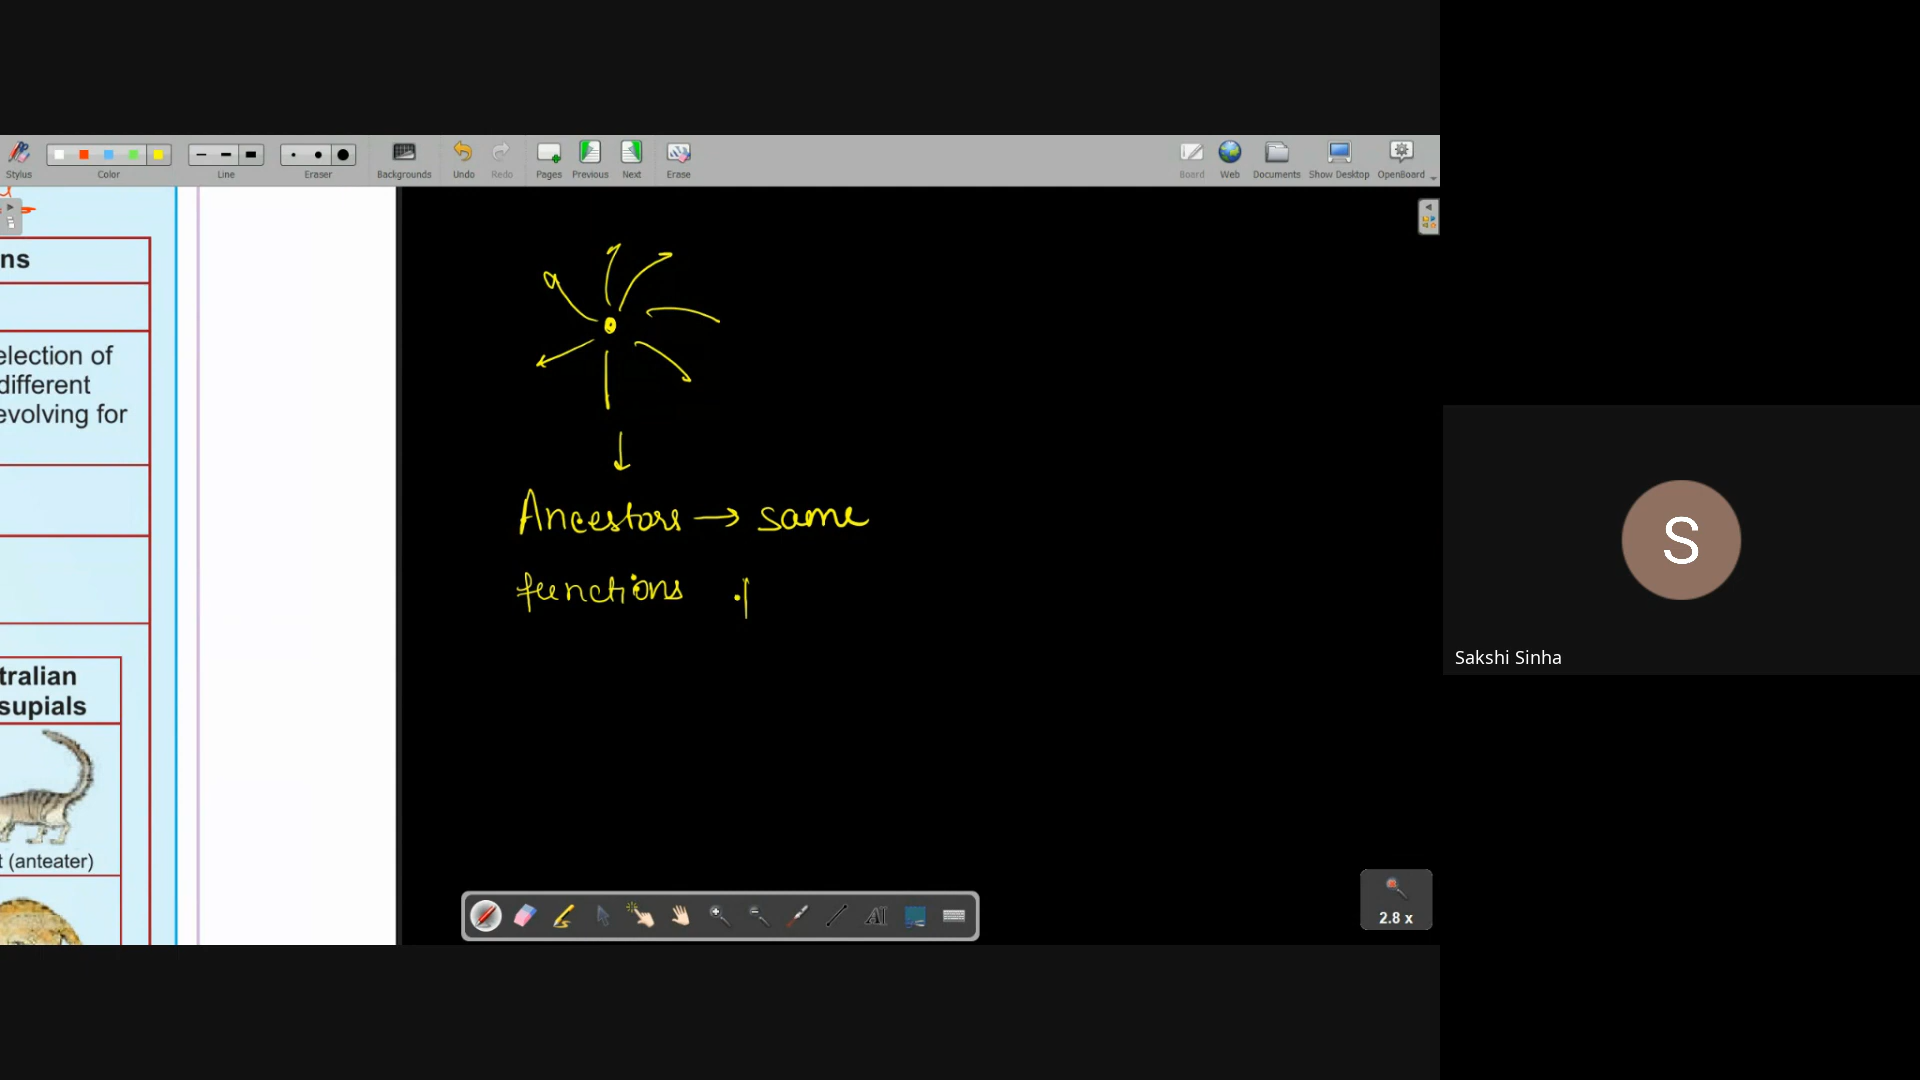 Stylus
Color
Line
Eraser
Backgrounds
Undo
Redo
Pages
Previous
Next
Erase
Board
Web
Documents
Show Desktop
OpenBoard
ns
election of
different
evolving for
tralian
supials
t (anteater)
Ancestors → same
functions
2.8 x
S
Sakshi Sinha